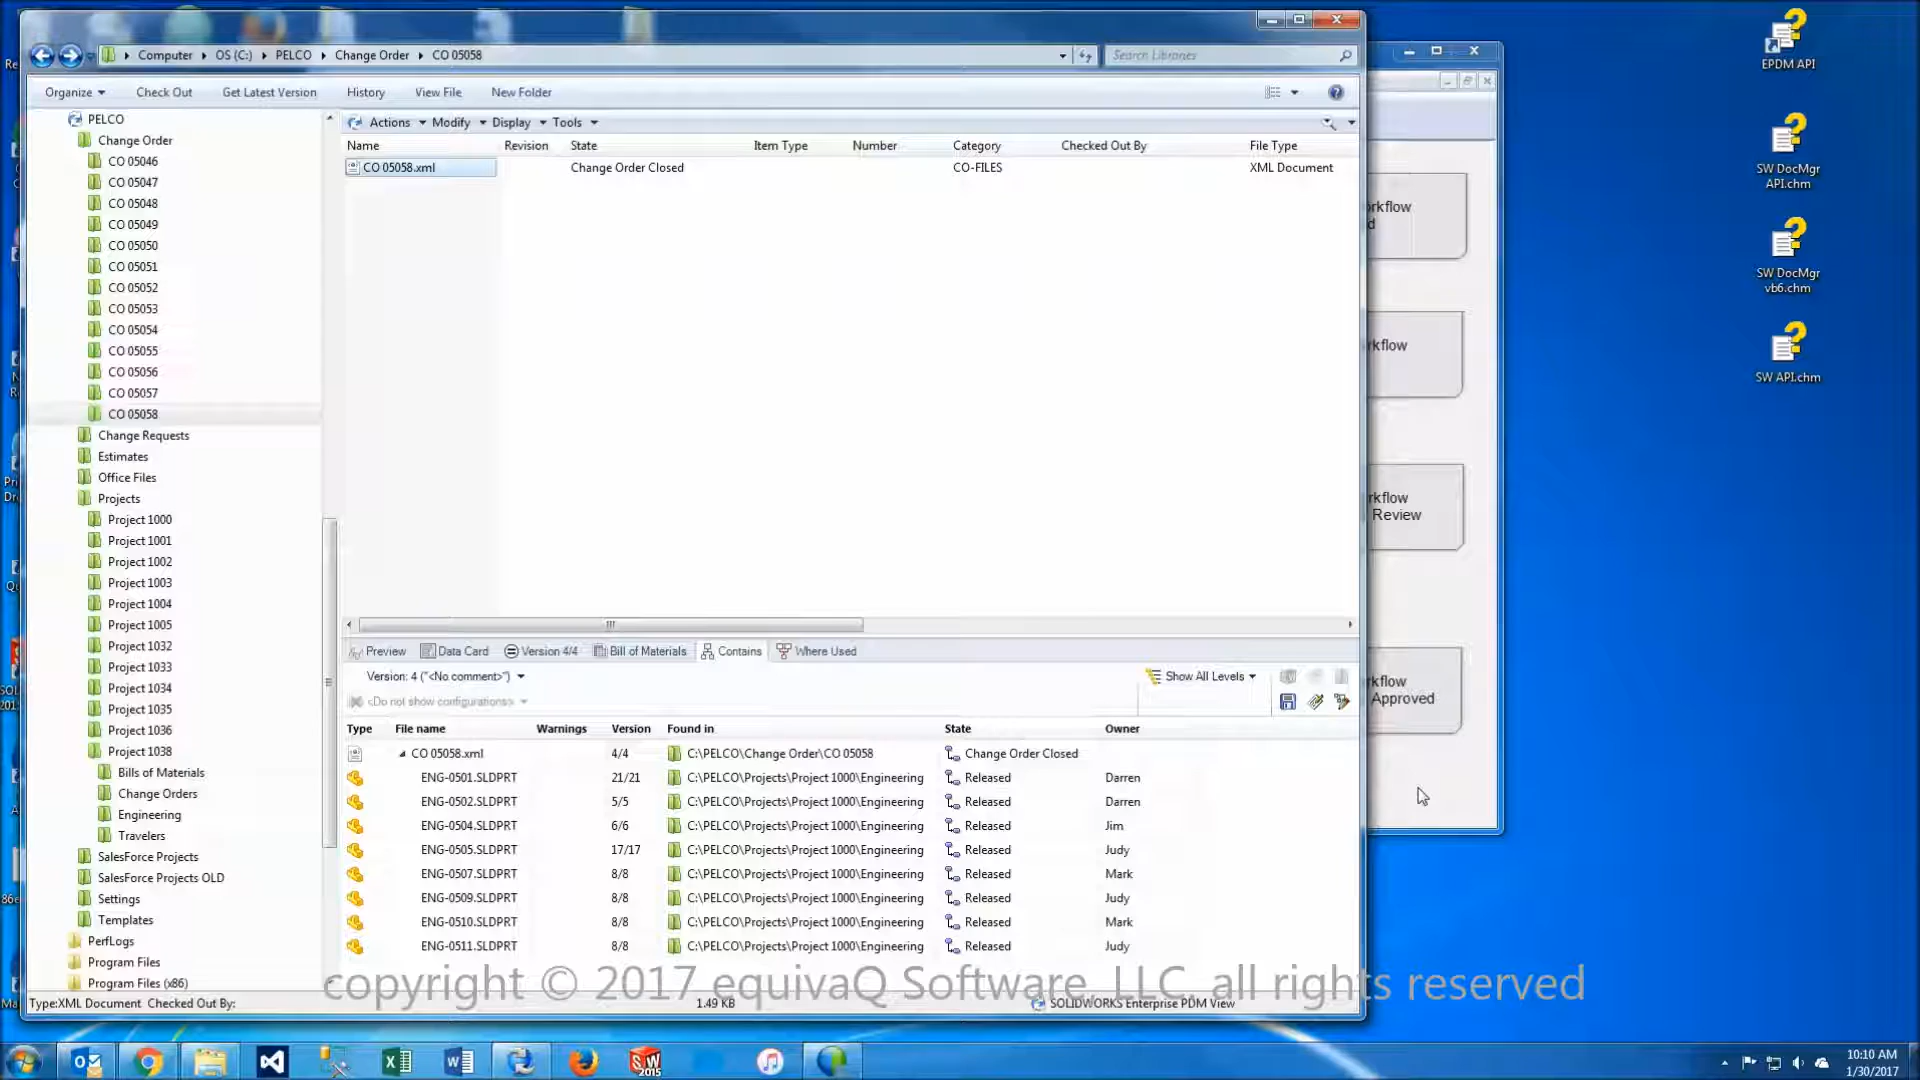 Computer
OS (C:)
PELCO
Change Order
CO 05058
Search Libraries
EPDM API
Organize
Check Out
Get Latest Version
History
View File
New Folder
PELCO
Actions
Modify
Display
Tools
Change Order
Name
Revision
State
Item Type
Number
Category
Checked Out By
File Type
CO 05046
CO 05058.xml
Change Order Closed
CO-FILES
XML Document
SW DocMgr
API.chm
CO 05047
CO 05048
CO 05049
CO 05050
CO 05051
CO 05052
CO 05053
CO 05054
CO 05055
CO 05056
CO 05057
CO 05058
SW DocMgr
vb6.chm
SW API.chm
rkflow
d
rkflow
rkflow
Review
rkflow
Approved
Change Requests
Estimates
Office Files
Projects
Project 1000
Project 1001
Project 1002
Project 1003
Project 1004
Project 1005
Project 1032
Project 1033
Project 1034
Project 1035
Project 1036
Project 1038
Bills of Materials
Change Orders
Engineering
Travelers
SalesForce Projects
SalesForce Projects OLD
Settings
Templates
PerfLogs
Program Files
Program Files (x86)
Preview
Data Card
Version 4/4
Bill of Materials
Contains
Where Used
Version: 4 ("<No comment>")
Show All Levels
<Do not show configurations>
Type
File name
Warnings
Version
Found in
State
Owner
CO 05058.xml 4/4 C:\PELCO\Change Order\CO 05058 Change Order Closed
ENG-0501.SLDPRT 21/21 C:\PELCO\Projects\Project 1000\Engineering Released Darren
ENG-0502.SLDPRT 5/5 C:\PELCO\Projects\Project 1000\Engineering Released Darren
ENG-0504.SLDPRT 6/6 C:\PELCO\Projects\Project 1000\Engineering Released Jim
ENG-0505.SLDPRT 17/17 C:\PELCO\Projects\Project 1000\Engineering Released Judy
ENG-0507.SLDPRT 8/8 C:\PELCO\Projects\Project 1000\Engineering Released Mark
ENG-0509.SLDPRT 8/8 C:\PELCO\Projects\Project 1000\Engineering Released Judy
ENG-0510.SLDPRT 8/8 C:\PELCO\Projects\Project 1000\Engineering Released Mark
ENG-0511.SLDPRT 8/8 C:\PELCO\Projects\Project 1000\Engineering Released Judy
copyright © 2017 equivaQ Software, LLC. all rights reserved
Type:XML Document Checked Out By:
1.49 KB
SOLIDWORKS Enterprise PDM View
SW
2015
10:10 AM
1/30/2017